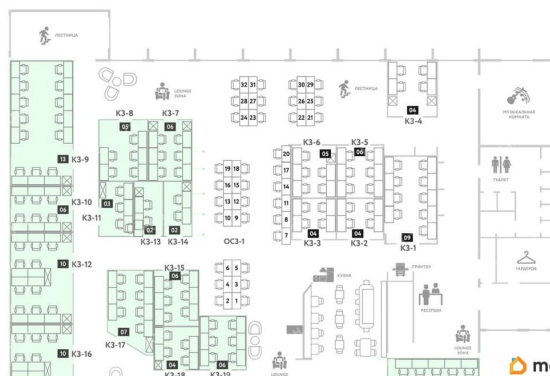 ЛЕСТНИЦА
LOUNGE
ЗОНА
ЛЕСТНИЦА
МУЗЫКАЛЬНАЯ
КОМНАТА
32 31
28 27
24 23
30 29
26 25
22 21
04
К3-4
К3-8
К3-7
05
06
К3-6
К3-5
05
06
20
17
14
11
8
7
13
К3-9
19 18
16 15
13 12
10 9
ТУАЛЕТ
К3-10
06
03
К3-11
02
К3-13
02
К3-14
ОС3-1
04
К3-3
04
К3-2
09
К3-1
10
К3-12
К3-15
06
6 5
4 3
2 1
КУХНЯ
ПРИНТЕР
ГАРДЕРОБ
РЕСЕПШН
07
К3-17
LOUNGE
ЗОНА
10
К3-16
04
К3-18
06
К3-19
LOUNGE
m